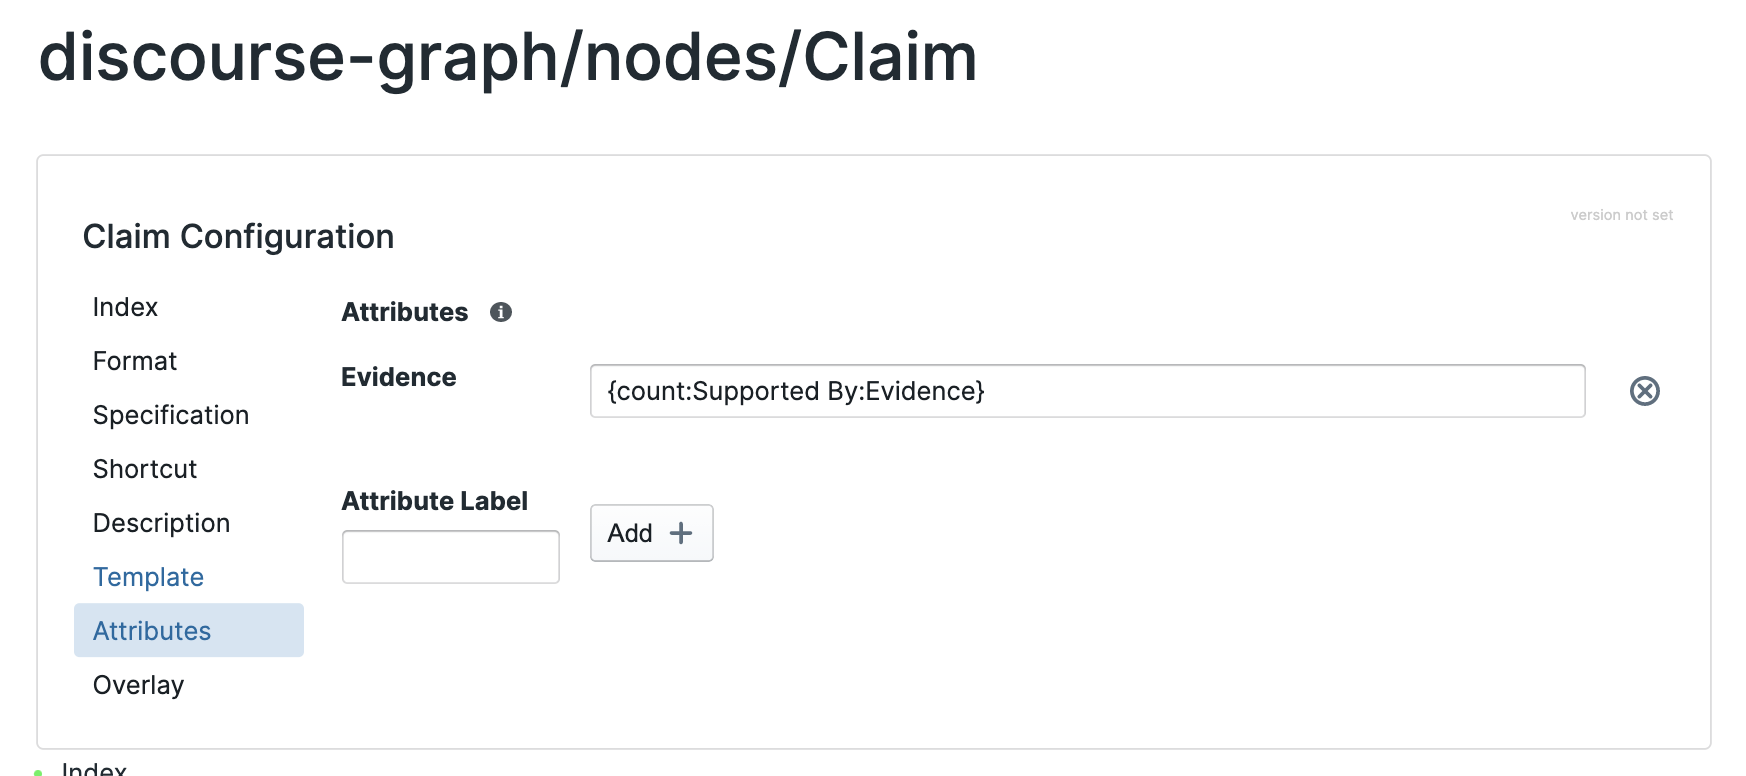 discourse-graph/nodes/Claim
version not set
Claim Configuration
Index
Format
Specification
Shortcut
Description
Template
Attributes
Overlay
Attributes
Evidence
{count:Supported By:Evidence}
Attribute Label
Add +
Index